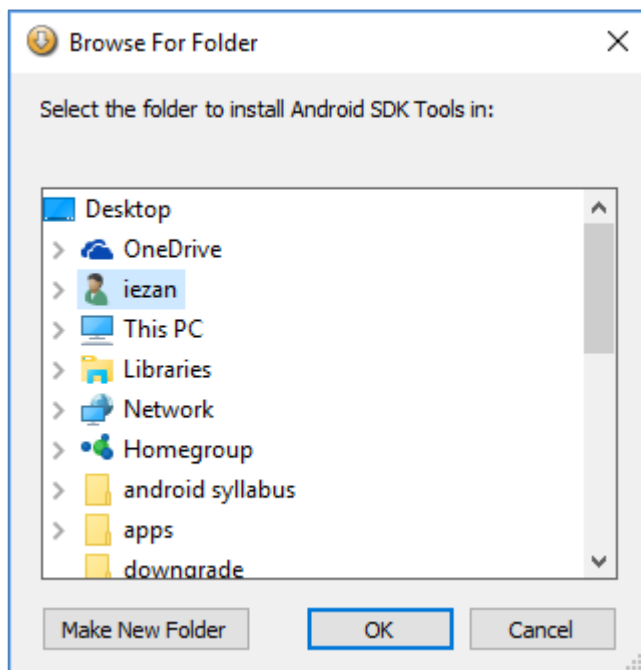 Browse For Folder
Select the folder to install Android SDK Tools in:
Desktop
OneDrive
iezan
This PC
Libraries
Network
Homegroup
android syllabus
apps
downgrade
Make New Folder
OK
Cancel